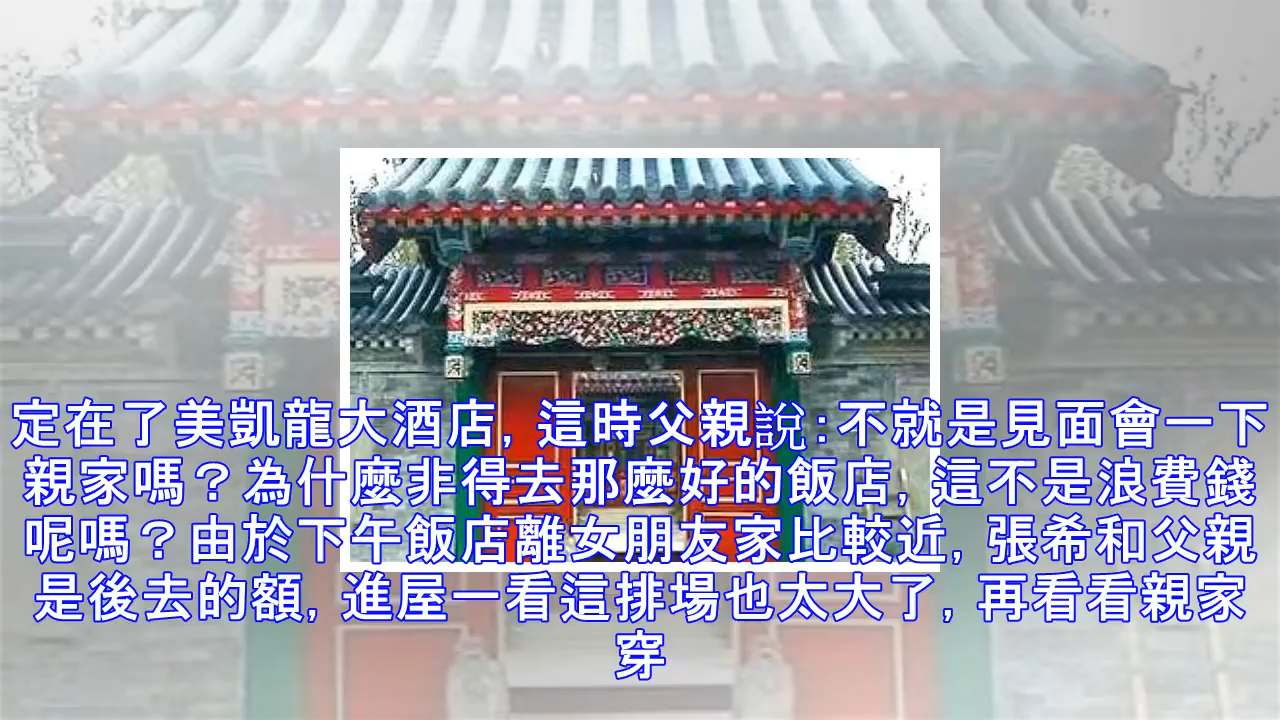 定在了美凱龍大酒店, 這時父親說:不就是見面會一下
親家嗎？為什麼非得去那麼好的飯店, 這不是浪費錢
呢嗎？由於下午飯店離女朋友家比較近, 張希和父親
是後去的額, 進屋一看這排場也太大了, 再看看親家
穿